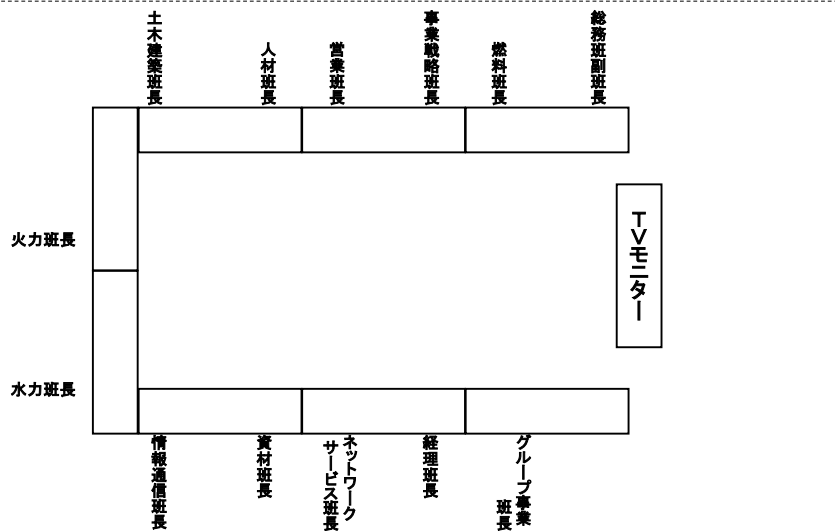 土木建築班長
人材班長
営業班長
事業戦略班長
燃料班長
総務班副班長
火力班長
水力班長
TVモニター
情報通信班長
資材班長
ネットワーク
サービス班長
経理班長
グループ事業
班長